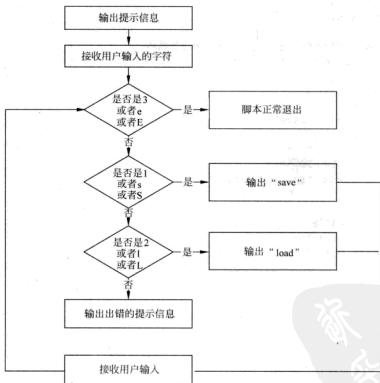 输出提示信息
接收用户输入的字符
是否是3
或者e
或者E
是
脚本正常退出
否
是否是1
或者s
或者S
是
输出“save”
否
是否是2
或者l
或者L
是
输出“load”
否
输出出错的提示信息
接收用户输入